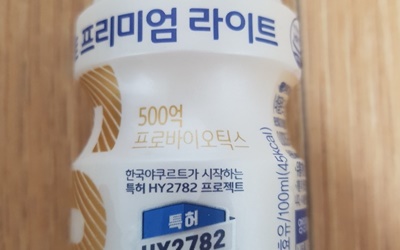 프리미엄 라이트
500억
프로바이오틱스
한국야쿠르트가 시작하는
특허 HY2782 프로젝트
특허
HY2782
효유/100ml(45kcal)